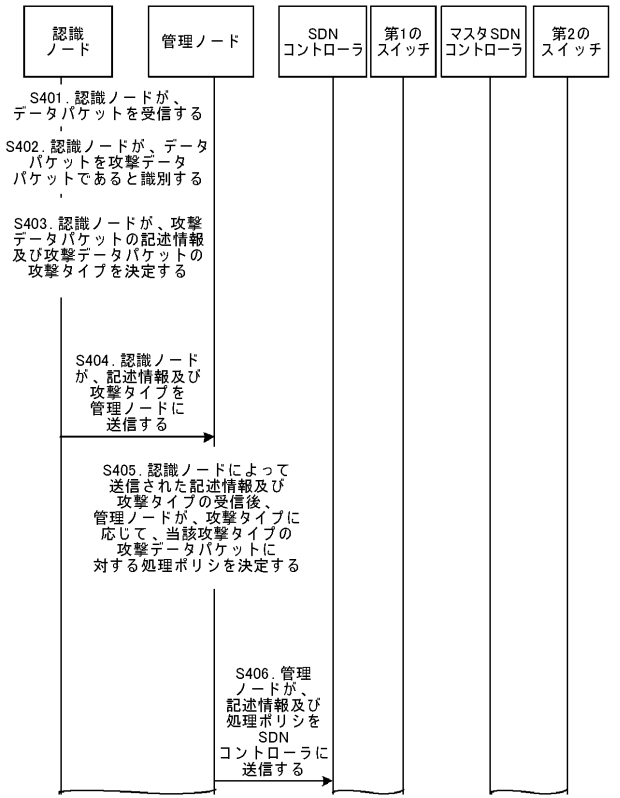 認識
ノード
管理ノード
SDN
コントローラ
第1の
スイッチ
マスタSDN
コントローラ
第2の
スイッチ
S401.認識ノードが、
データパケットを受信する
S402.認識ノードが、データ
パケットを攻撃データ
パケットであると識別する
S403.認識ノードが、攻撃
データパケットの記述情報
及び攻撃データパケットの
攻撃タイプを決定する
S404.認識ノード
が、記述情報及び
攻撃タイプを
管理ノードに
送信する
S405.認識ノードによって
送信された記述情報及び
攻撃タイプの受信後、
管理ノードが、攻撃タイプに
応じて、当該攻撃タイプの
攻撃データパケットに
対する処理ポリシを決定する
S406.管理
ノードが、
記述情報及び
処理ポリシを
SDN
コントローラに
送信する